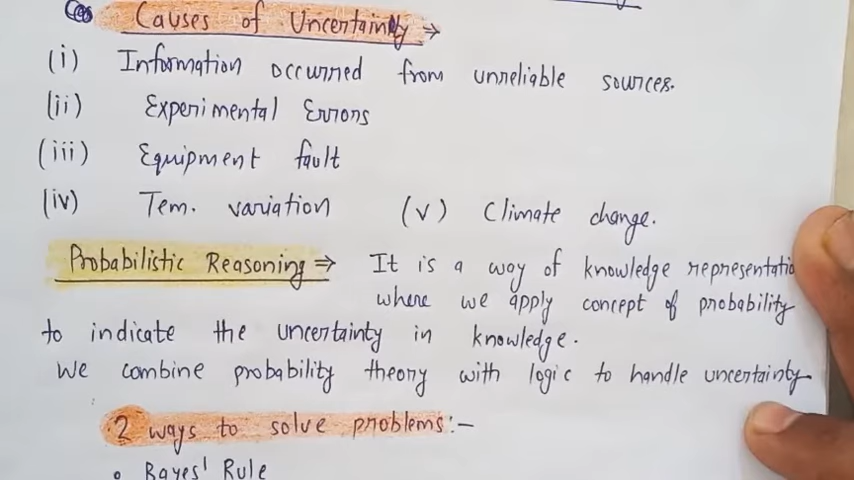 Causes of Uncertainty →
(i) Information occurred from unreliable sources.
(ii) Experimental Errors
(iii) Equipment fault
(iv) Tem. variation (v) Climate change.
Probabilistic Reasoning ⇒ It is a way of knowledge representatio
where we apply concept of probability
to indicate the uncertainty in knowledge.
We combine probability theory with logic to handle uncertainty
2 ways to solve problems:-
• Bayes' Rule